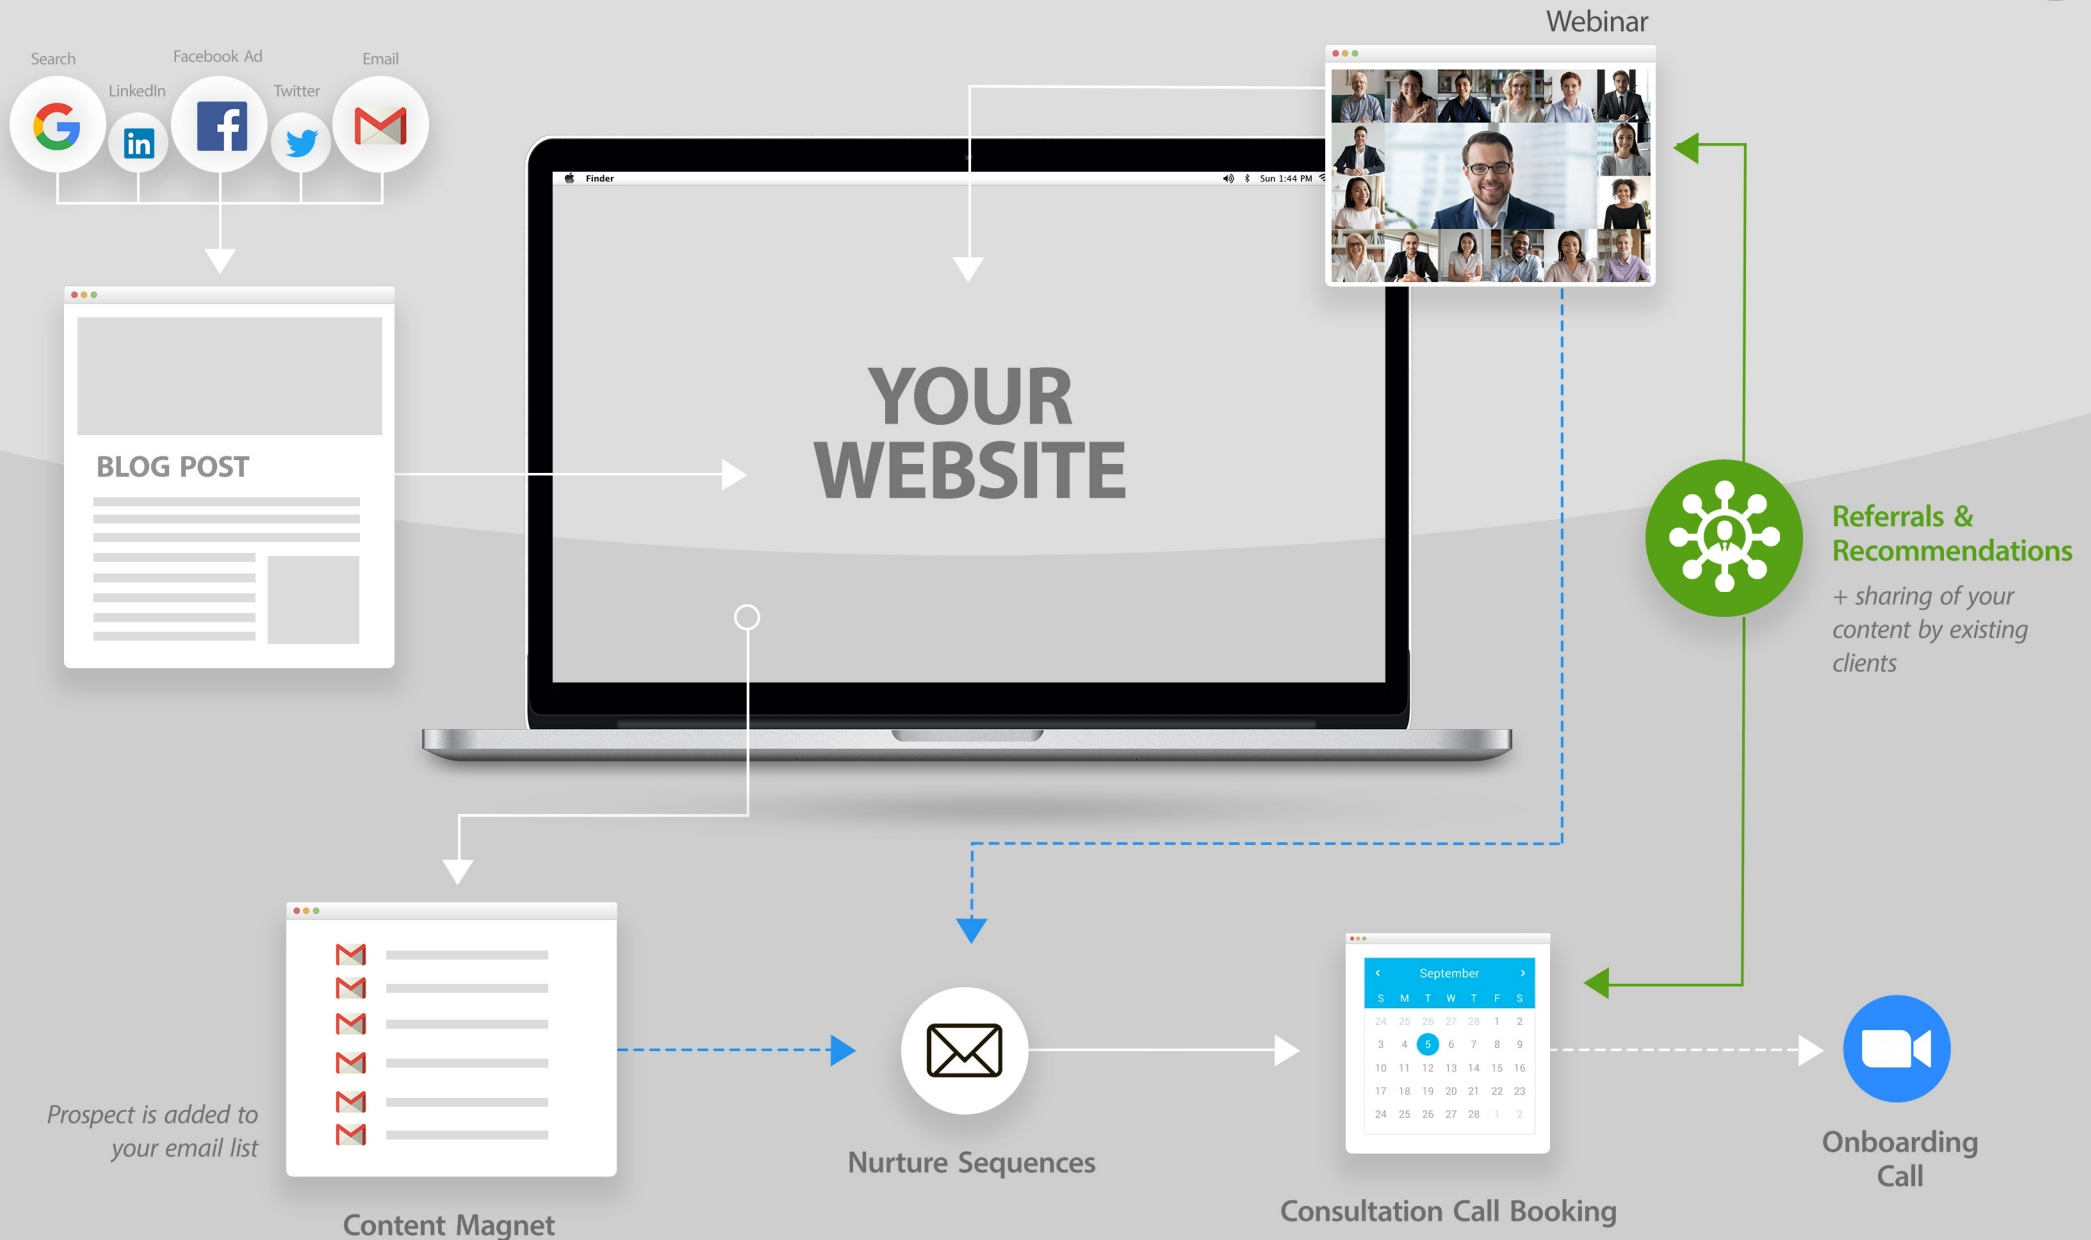 Webinar
Search
LinkedIn
Facebook Ad
Twitter
Email
in
f
Finder
Sun 1:44 PM
YOUR
WEBSITE
BLOG POST
Referrals &
Recommendations
+ sharing of your
content by existing
clients
Prospect is added to
your email list
Content Magnet
Nurture Sequences
‹ September ›
S M T W T F S
24 25 26 27 28 1 2
3 4 5 6 7 8 9
10 11 12 13 14 15 16
17 18 19 20 21 22 23
24 25 26 27 28 1 2
Consultation Call Booking
Onboarding
Call